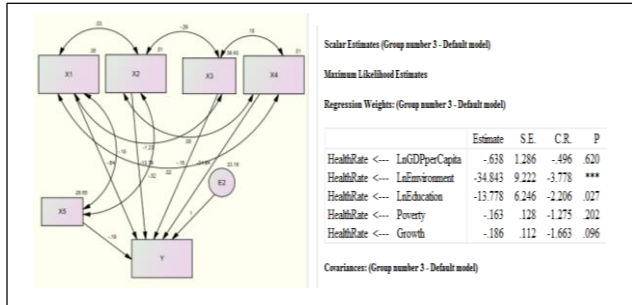 Scalar Estimates (Group number 3 - Default model)
Maximum Likelihood Estimates
Regression Weights: (Group number 3 - Default model)
Estimate S.E. C.R. P
HealthRate <--- LnGDPperCapita -.638 1.286 -.496 .620
HealthRate <--- LnEnvironment -34.843 9.222 -3.778 ***
HealthRate <--- LnEducation -13.778 6.246 -2.206 .027
HealthRate <--- Poverty -.163 .128 -1.275 .202
HealthRate <--- Growth -.186 .112 -1.663 .096
Covariances: (Group number 3 - Default model)
X1 X2 X3 X4
E2
X5
Y